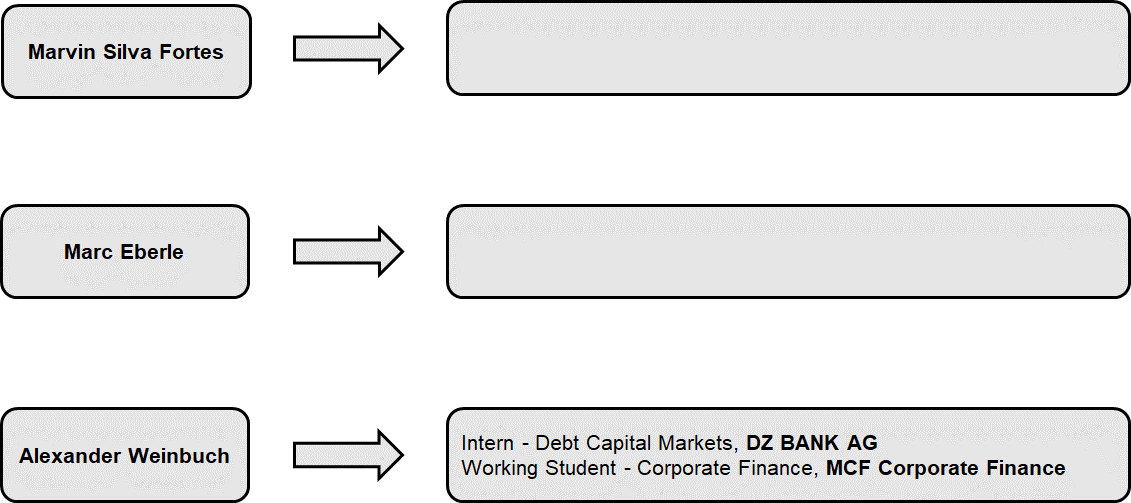 Marvin Silva Fortes
Marc Eberle
Alexander Weinbuch
Intern - Debt Capital Markets, DZ BANK AG
Working Student - Corporate Finance, MCF Corporate Finance